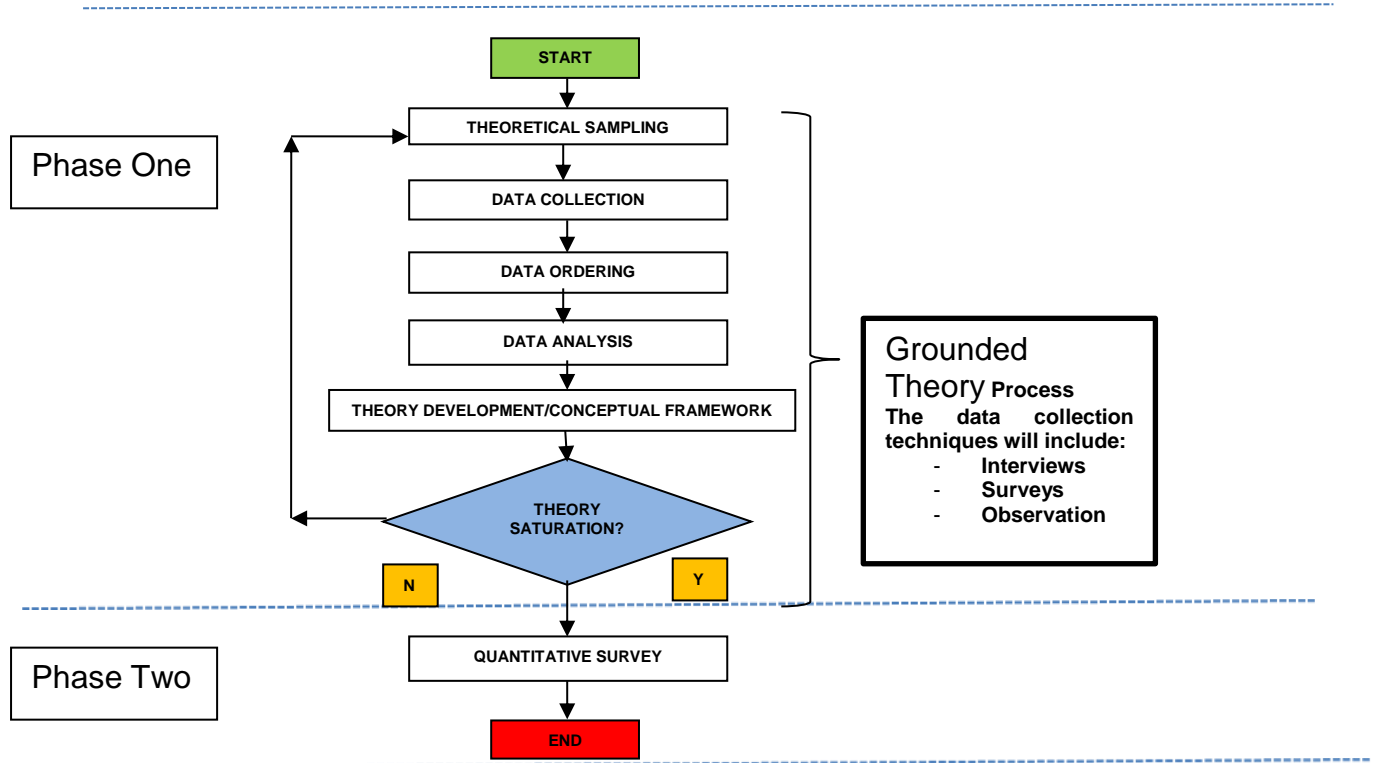 START
THEORETICAL SAMPLING
Phase One
DATA COLLECTION
DATA ORDERING
DATA ANALYSIS
THEORY DEVELOPMENT/CONCEPTUAL FRAMEWORK
THEORY
SATURATION?
N
Y
Grounded
Theory Process
The data collection
techniques will include:
- Interviews
- Surveys
- Observation
Phase Two
QUANTITATIVE SURVEY
END